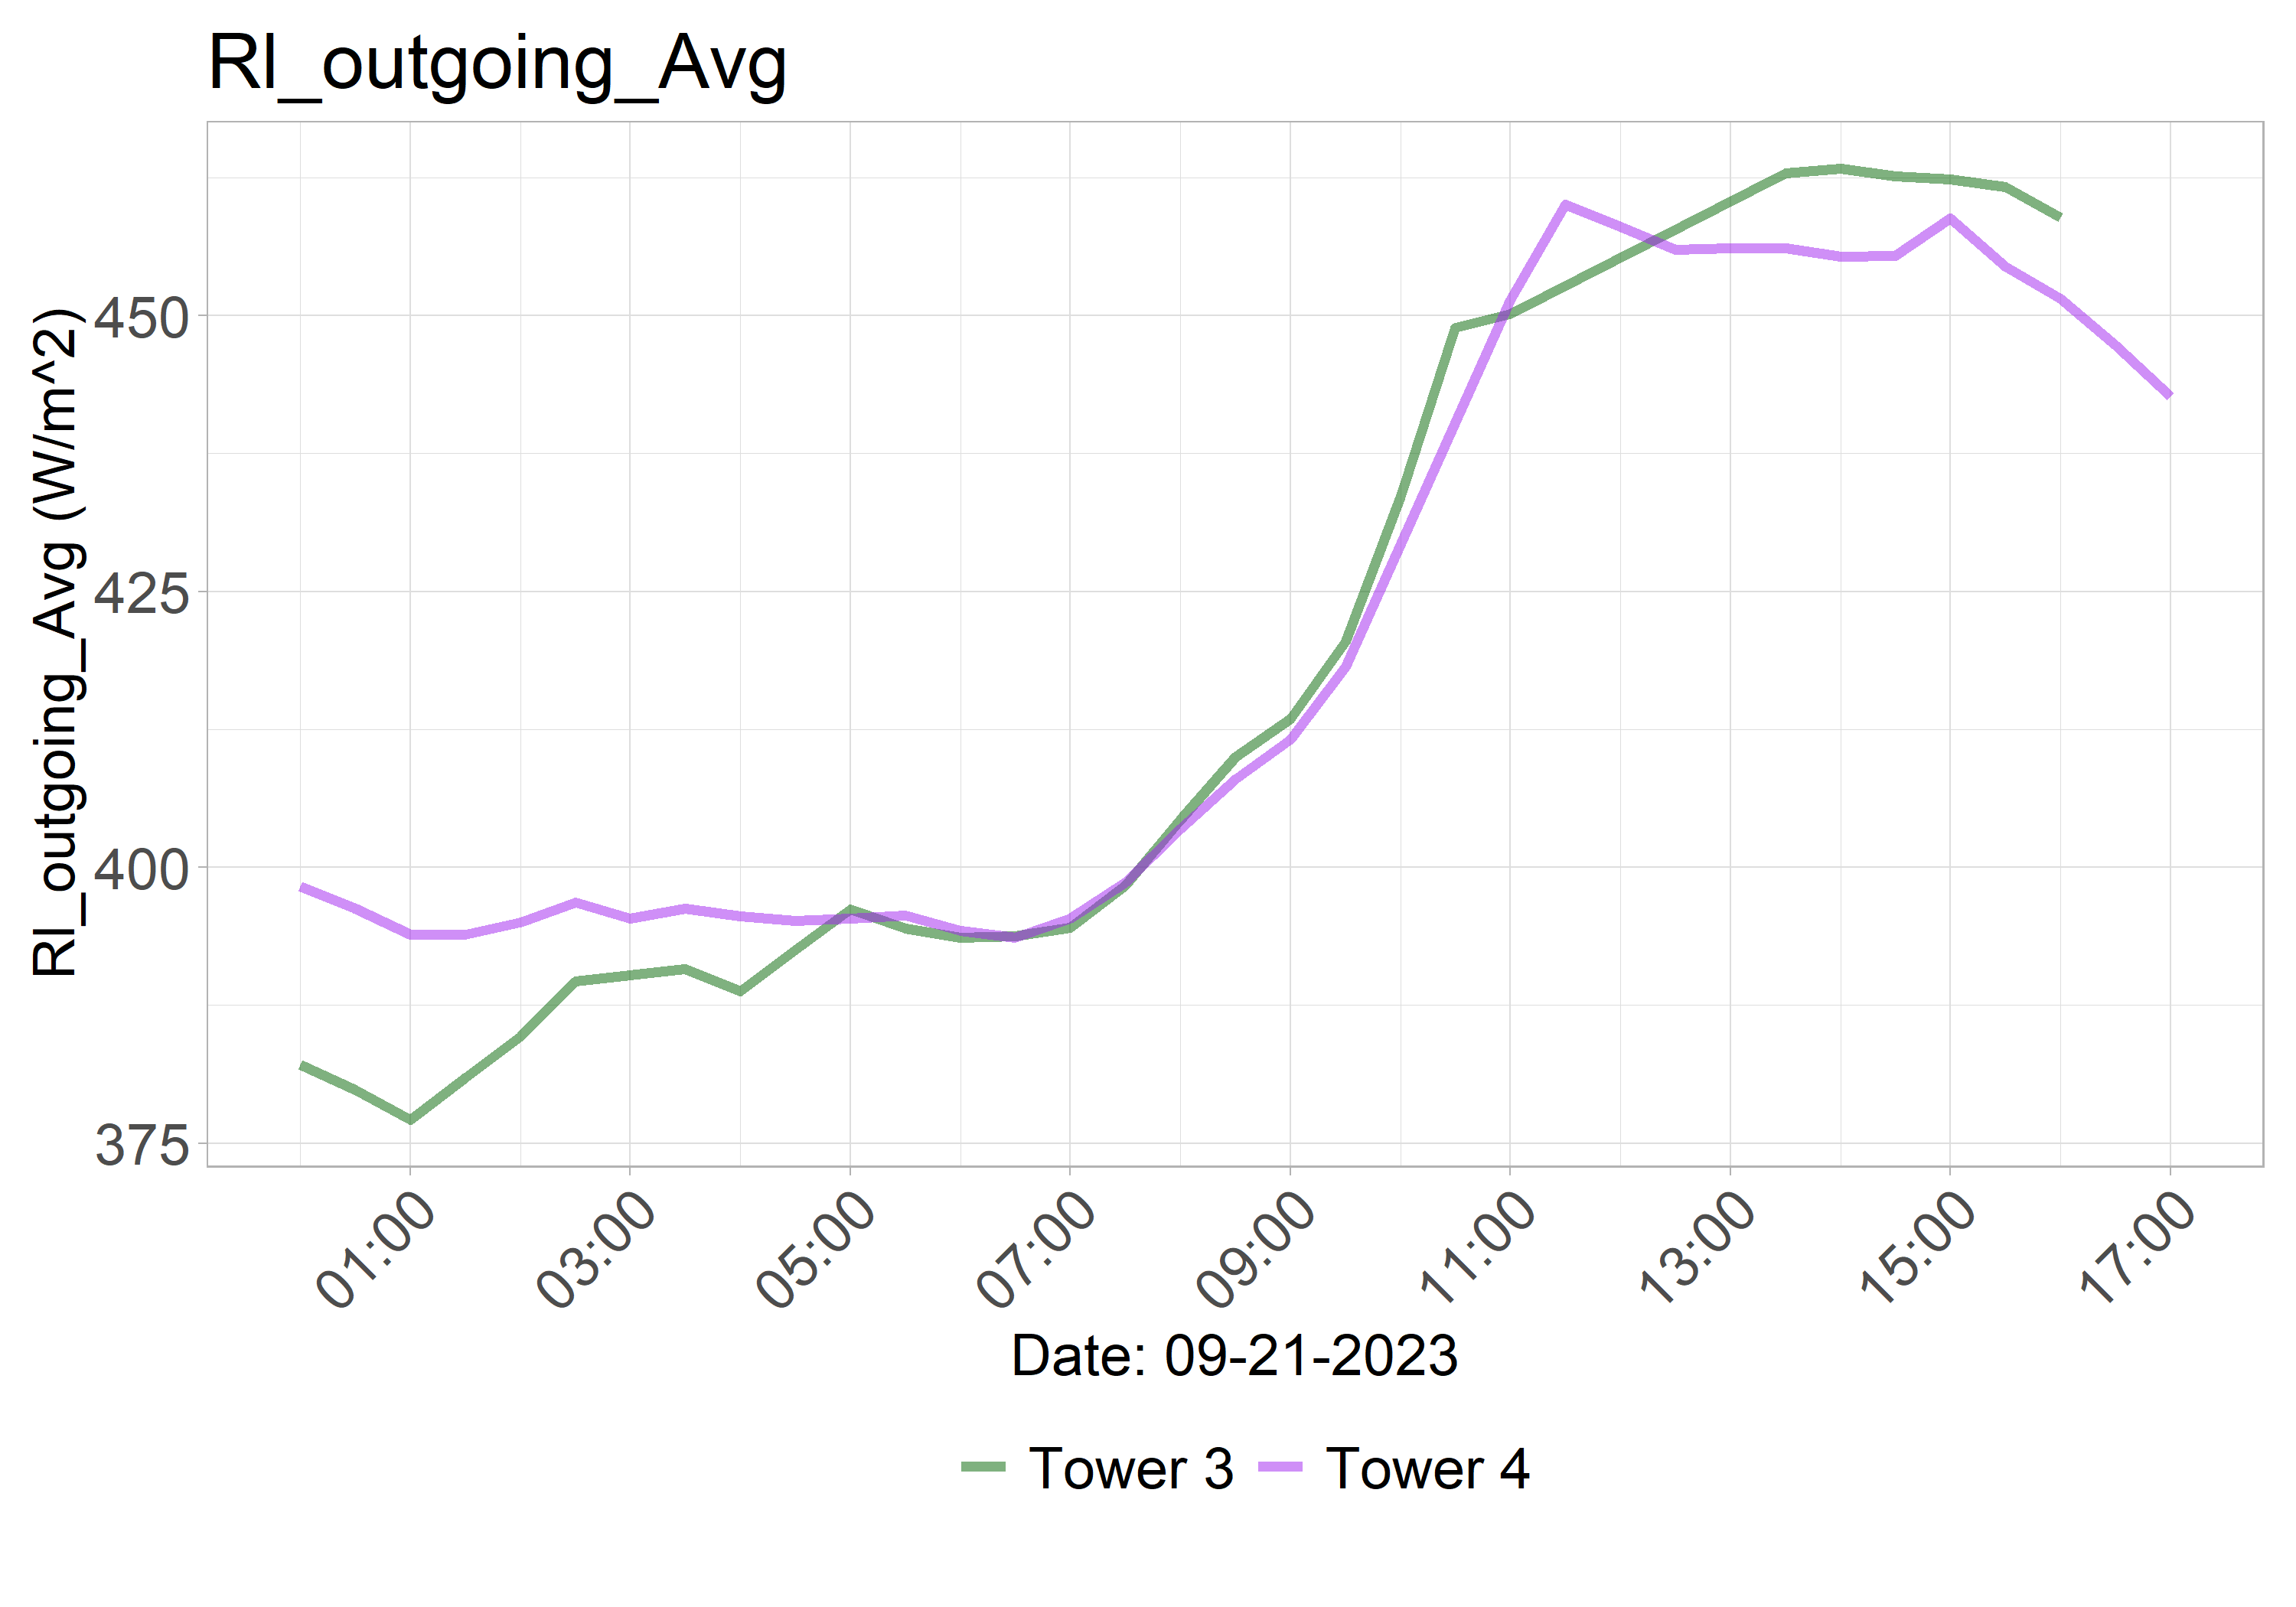 Rl_outgoing_Avg
Rl_outgoing_Avg (W/m^2)
450
425
400
375
01:00 03:00 05:00 07:00 09:00 11:00 13:00 15:00 17:00
Date: 09-21-2023
Tower 3 Tower 4